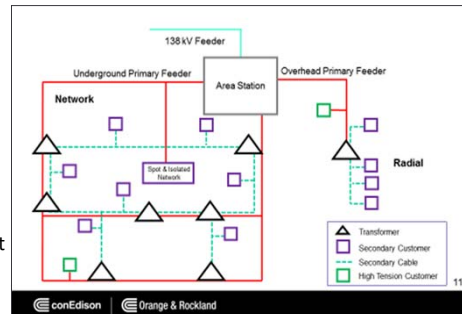 138 kV Feeder
Underground Primary Feeder
Overhead Primary Feeder
Area Station
Network
Radial
Spot & Isolated
Network
Transformer
Secondary Customer
Secondary Cable
High Tension Customer
t
11
conEdison
Orange & Rockland